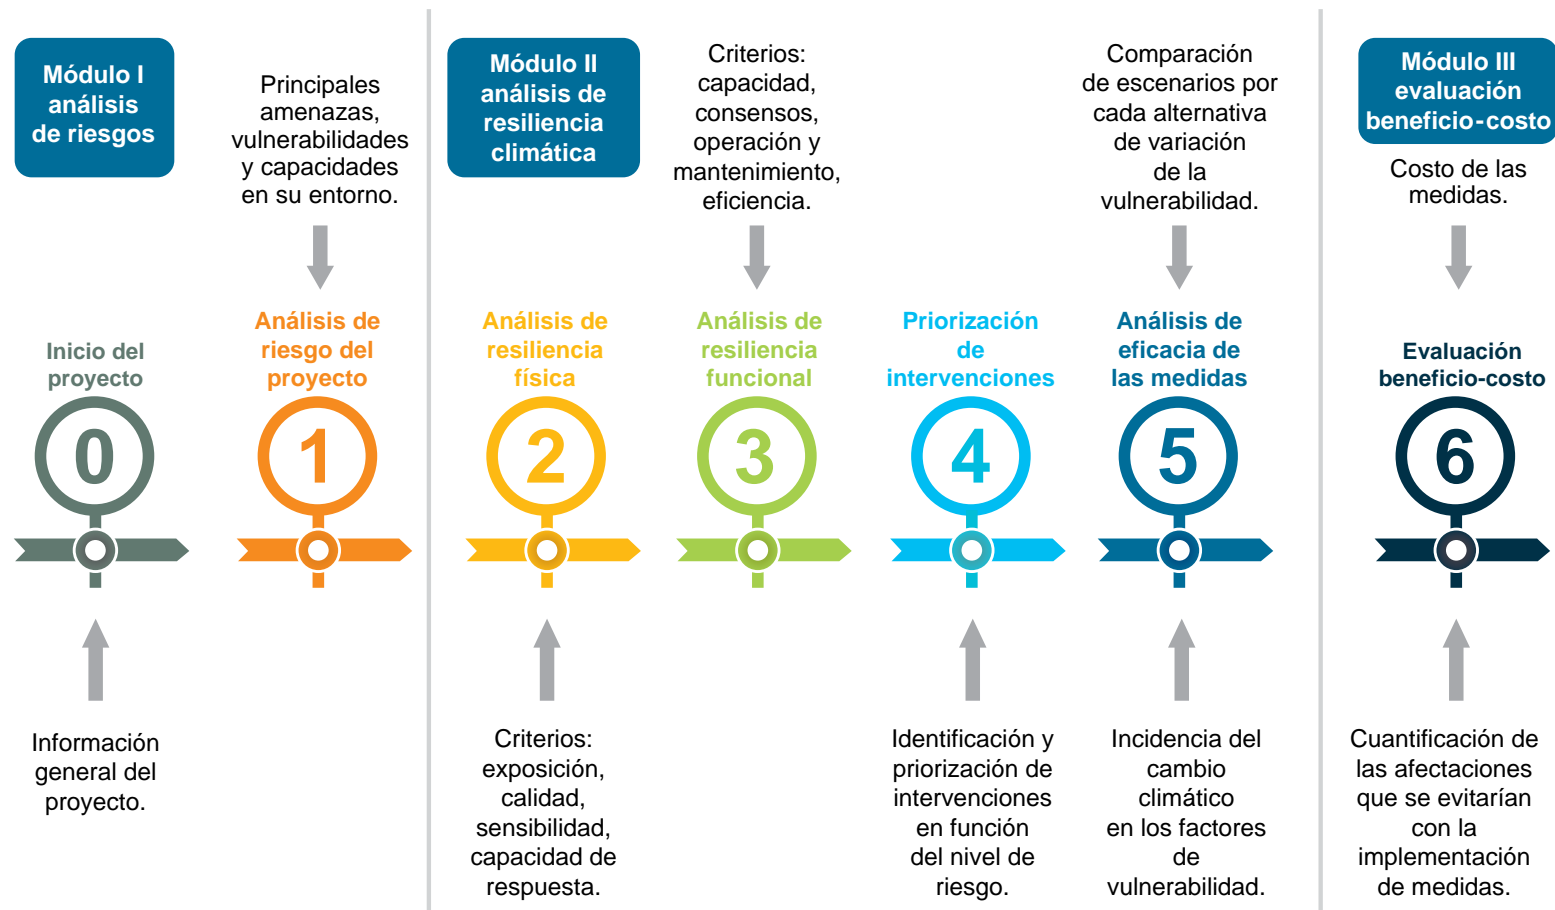 Módulo I
análisis
de riesgos
Principales
amenazas,
vulnerabilidades
y capacidades
en su entorno.
Inicio del
proyecto
0
Información
general del
proyecto.
Análisis de
riesgo del
proyecto
1
Módulo II
análisis de
resiliencia
climática
Análisis de
resiliencia
física
2
Criterios:
exposición,
calidad,
sensibilidad,
capacidad de
respuesta.
Criterios:
capacidad,
consensos,
operación y
mantenimiento,
eficiencia.
Análisis de
resiliencia
funcional
3
Priorización
de
intervenciones
4
Identificación y
priorización de
intervenciones
en función
del nivel de
riesgo.
Comparación
de escenarios por
cada alternativa
de variación
de la
vulnerabilidad.
Análisis de
eficacia de
las medidas
5
Incidencia del
cambio
climático
en los factores
de
vulnerabilidad.
Módulo III
evaluación
beneficio-costo
Costo de las
medidas.
Evaluación
beneficio-costo
6
Cuantificación de
las afectaciones
que se evitarían
con la
implementación
de medidas.